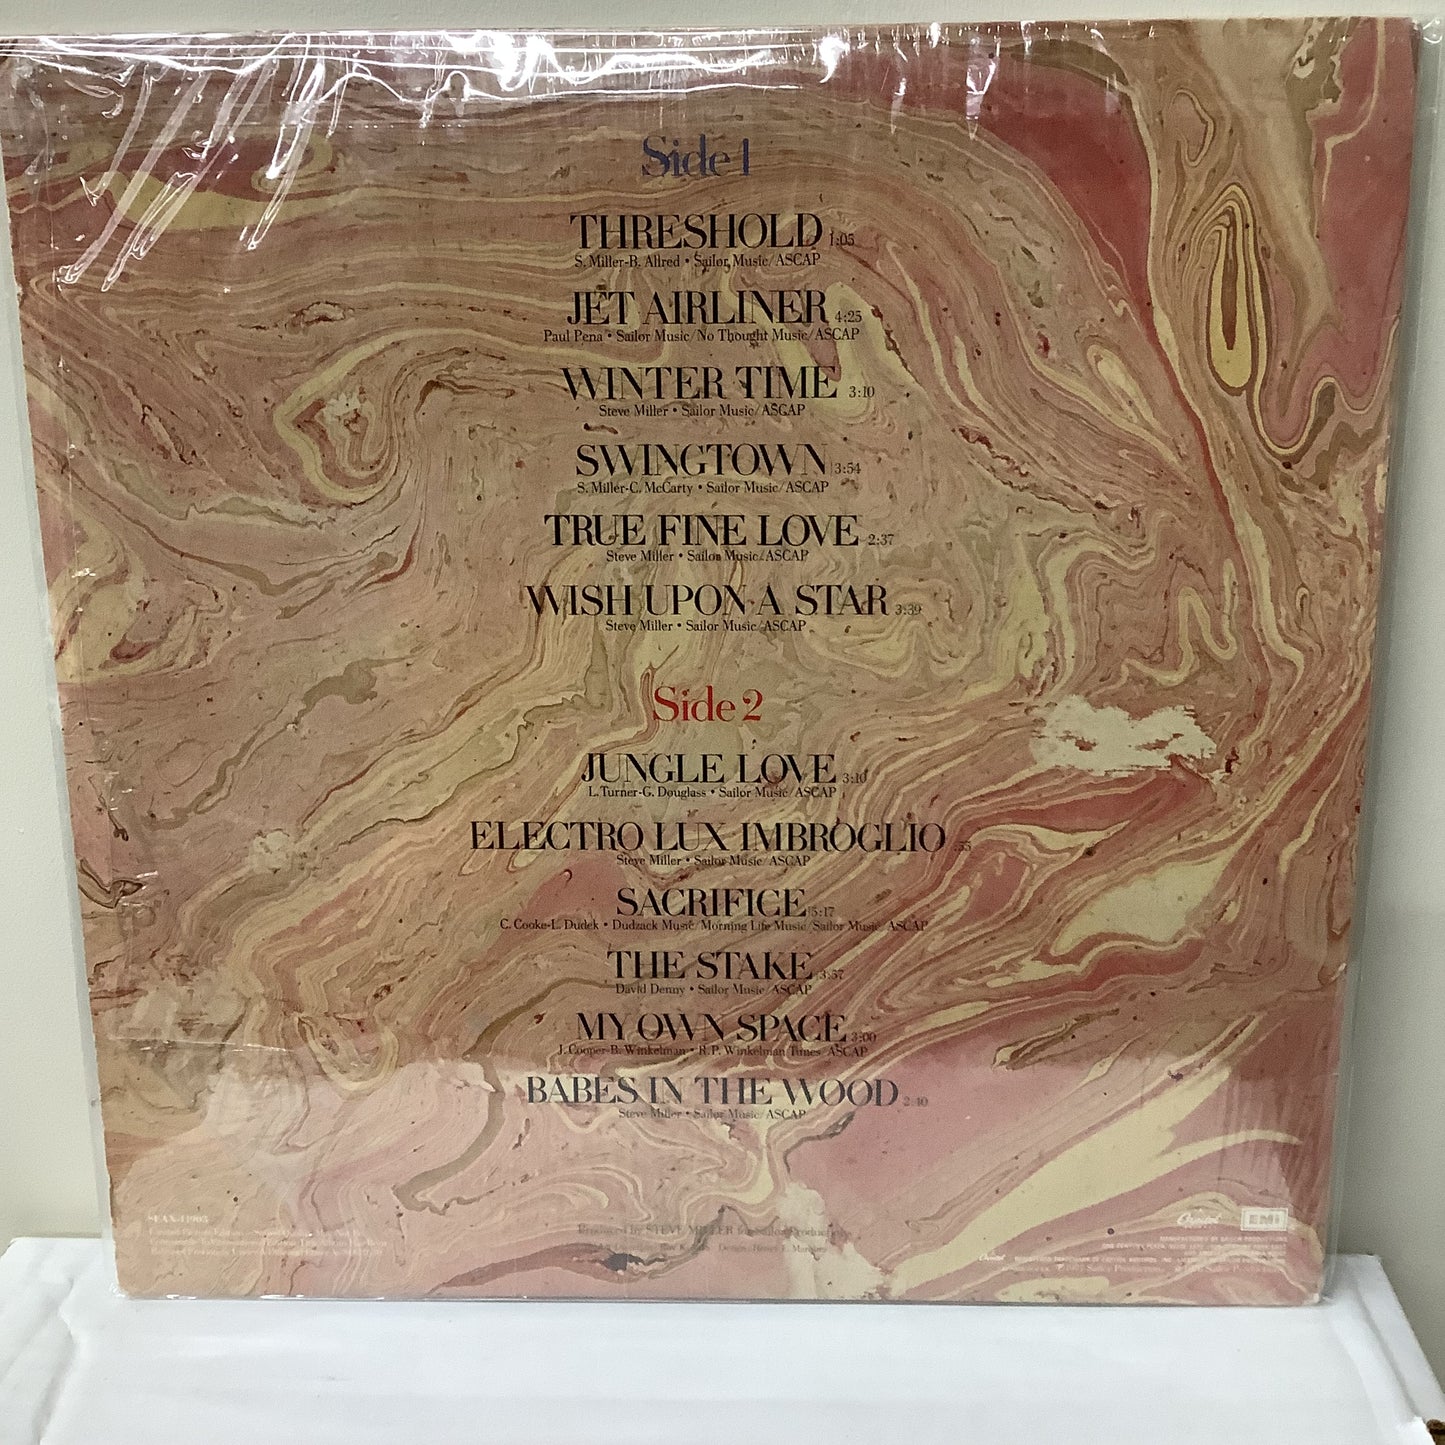 Side 1
THRESHOLD 1:05
S. Miller-B. Allred • Sailor Music/ASCAP
JET AIRLINER 4:25
Paul Pena • Sailor Music/No Thought Music/ASCAP
WINTER TIME 3:10
Steve Miller • Sailor Music/ASCAP
SWINGTOWN 3:54
S. Miller-C. McCarty • Sailor Music/ASCAP
TRUE FINE LOVE 2:37
Steve Miller • Sailor Music/ASCAP
WISH UPON A STAR 3:39
Steve Miller • Sailor Music/ASCAP
Side 2
JUNGLE LOVE 3:10
L. Turner-G. Douglass • Sailor Music/ASCAP
ELECTRO LUX IMBROGLIO :55
Steve Miller • Sailor Music/ASCAP
SACRIFICE 5:17
C. Cooke-L. Dudek • Dudzack Music/Morning Life Music/Sailor Music/ASCAP
THE STAKE 3:57
David Denny • Sailor Music/ASCAP
MY OWN SPACE 3:00
J. Cooper-B. Winkelman • R.P. Winkelman Tunes/ASCAP
BABES IN THE WOOD 2:40
Steve Miller • Sailor Music/ASCAP
Produced by STEVE MILLER for Sailor Productions
Capitol EMI